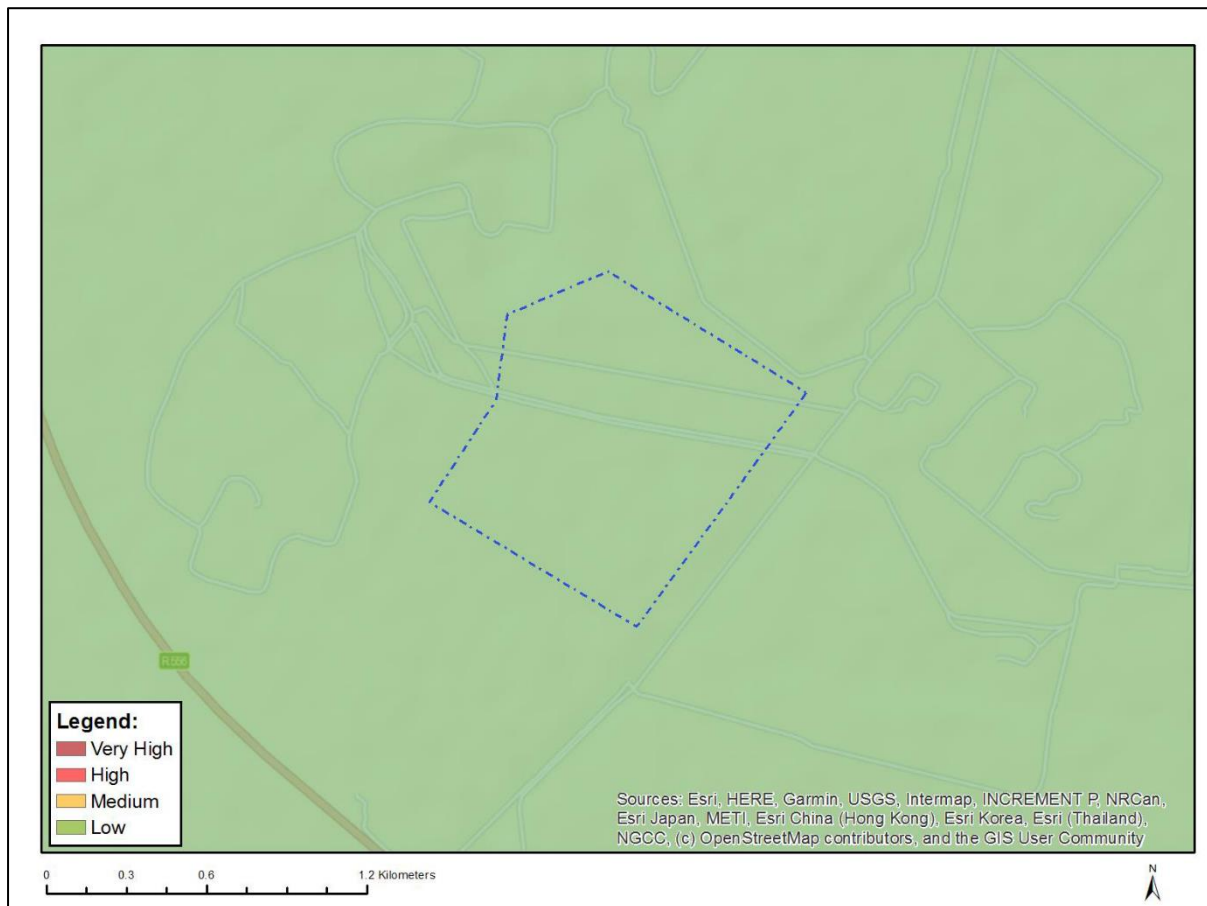 R 556
Legend:
Very High
High
Medium
Low
Sources: Esri, HERE, Garmin, USGS, Intermap, INCREMENT P, NRCan,
Esri Japan, METI, Esri China (Hong Kong), Esri Korea, Esri (Thailand),
NGCC, (c) OpenStreetMap contributors, and the GIS User Community
0 0.3 0.6 1.2 Kilometers
N